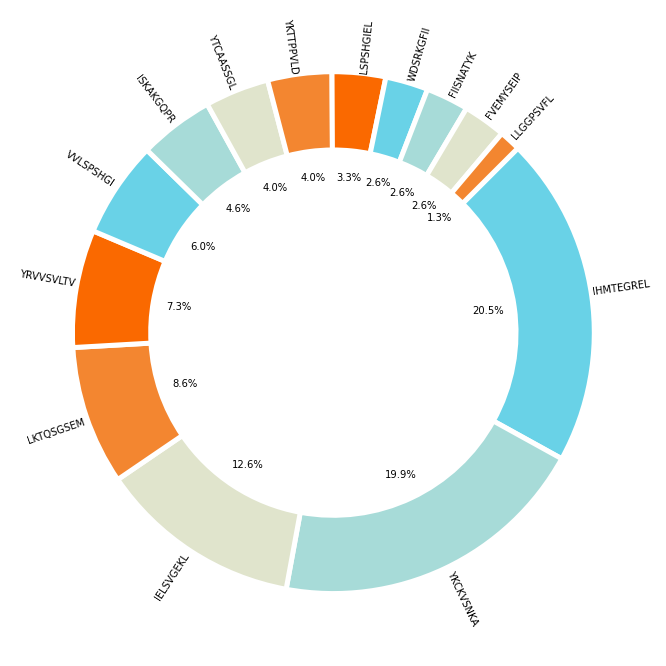 LSPSHGIEL
3.3%
WDSRKGFII
2.6%
FIISNATYK
2.6%
FVEMYSEIP
2.6%
LLGGPSVFL
1.3%
IHMTEGREL
20.5%
YKCKVSNKA
19.9%
IELSVGEKL
12.6%
LKTQSGSEM
8.6%
YRVVSVLTV
7.3%
VVLSPSHGI
6.0%
ISKAKGQPR
4.6%
YTCAASSGL
4.0%
YKTTPPVLD
4.0%